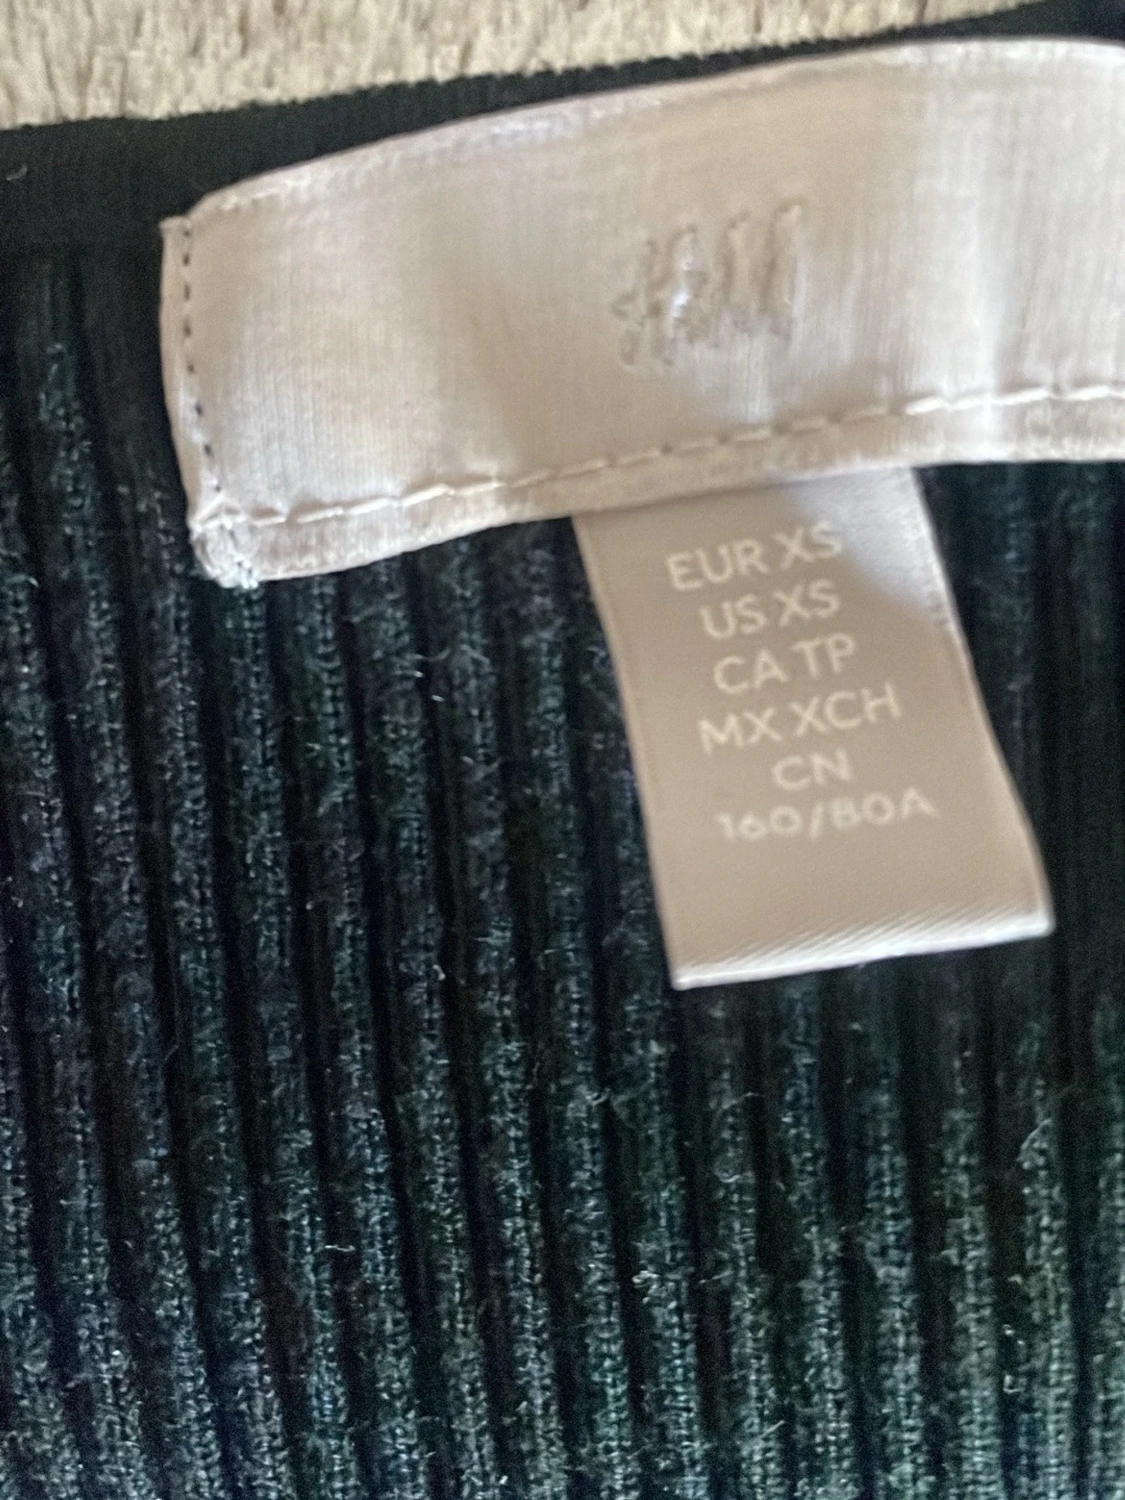 H&M
EUR XS
US XS
CA TP
MX XCH
CN
160/80A